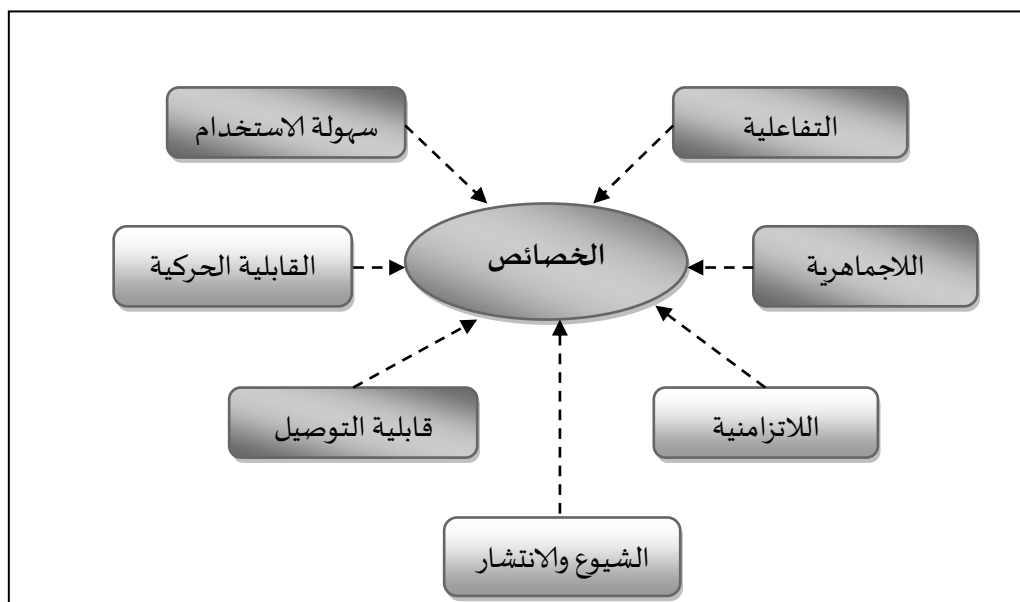 التفاعلية
سهولة الاستخدام
الخصائص
اللاجماهرية
القابلية الحركية
اللاتزامنية
قابلية التوصيل
الشيوع والانتشار